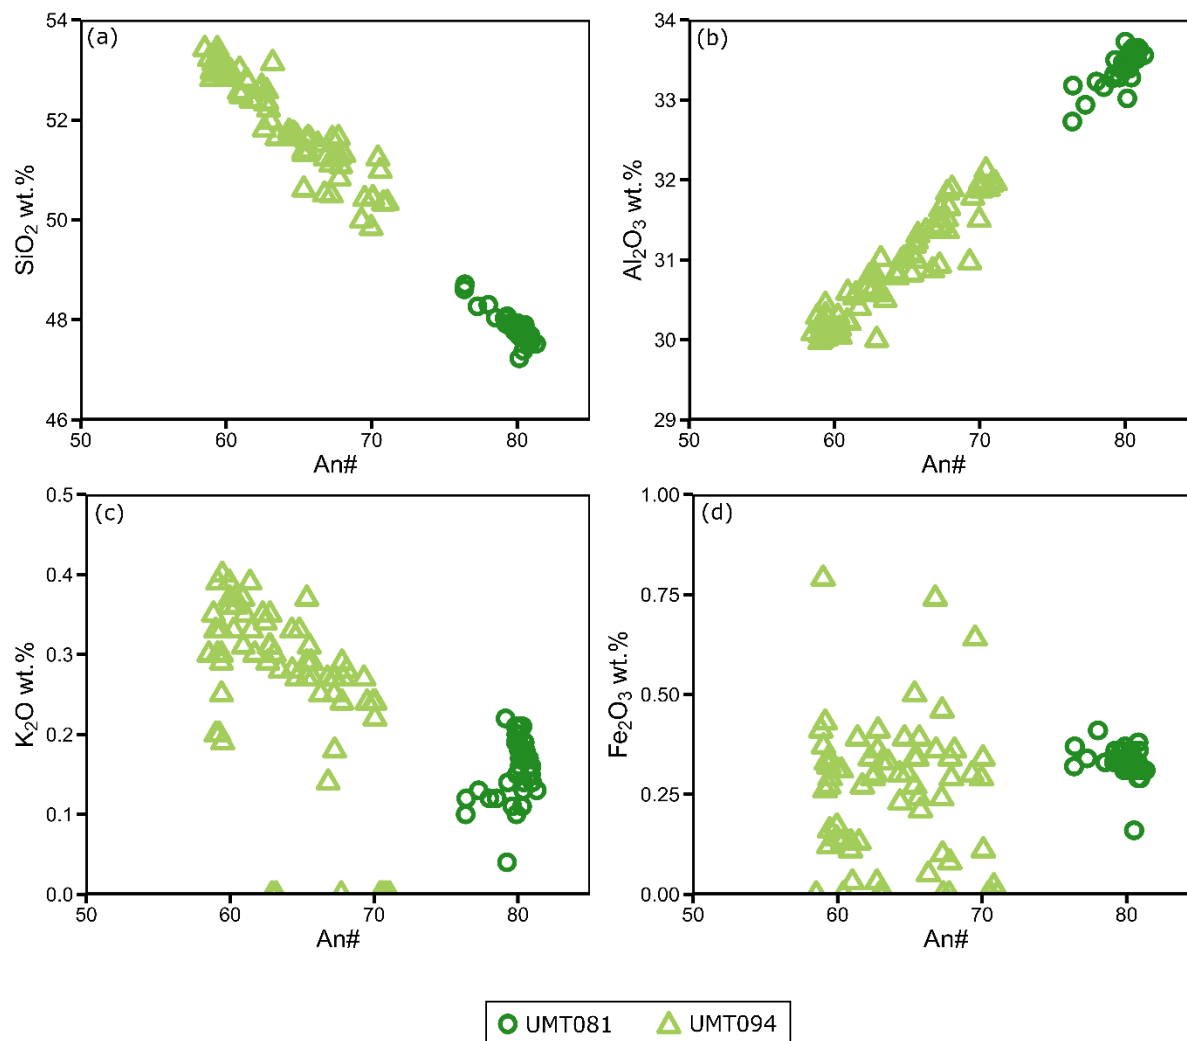 (a)
54
52
50
48
46
SiO₂ wt.%
50 60 70 80
An#
(b)
34
33
32
31
30
29
Al₂O₃ wt.%
50 60 70 80
An#
(c)
0.5
0.4
0.3
0.2
0.1
0.0
K₂O wt.%
50 60 70 80
An#
(d)
1.00
0.75
0.50
0.25
0.00
Fe₂O₃ wt.%
50 60 70 80
An#
UMT081 UMT094